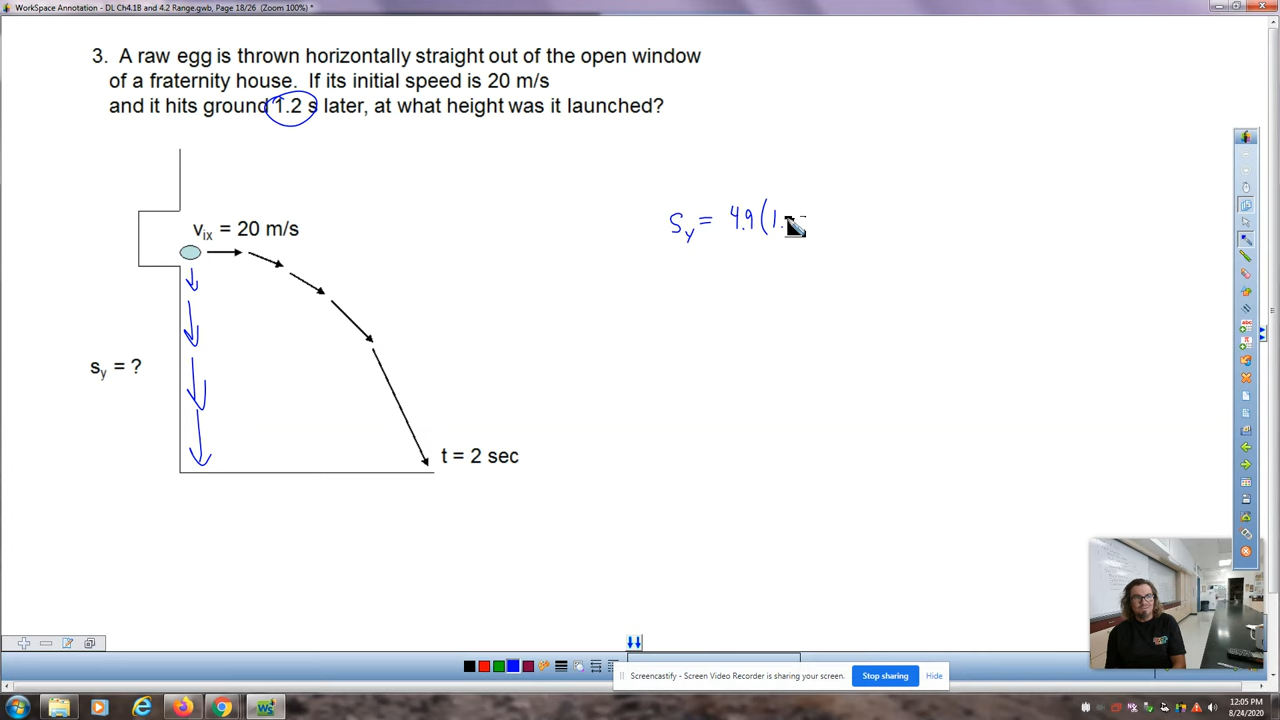 WorkSpace Annotation - DL Ch4.1B and 4.2 Range.gwb, Page 18/26 (Zoom 100%) *
3. A raw egg is thrown horizontally straight out of the open window
of a fraternity house. If its initial speed is 20 m/s
and it hits ground 1.2 s later, at what height was it launched?
vix = 20 m/s
Sy = 4.9(1.
sy = ?
t = 2 sec
Screencastify - Screen Video Recorder is sharing your screen.
Stop sharing
Hide
12:05 PM
8/24/2020